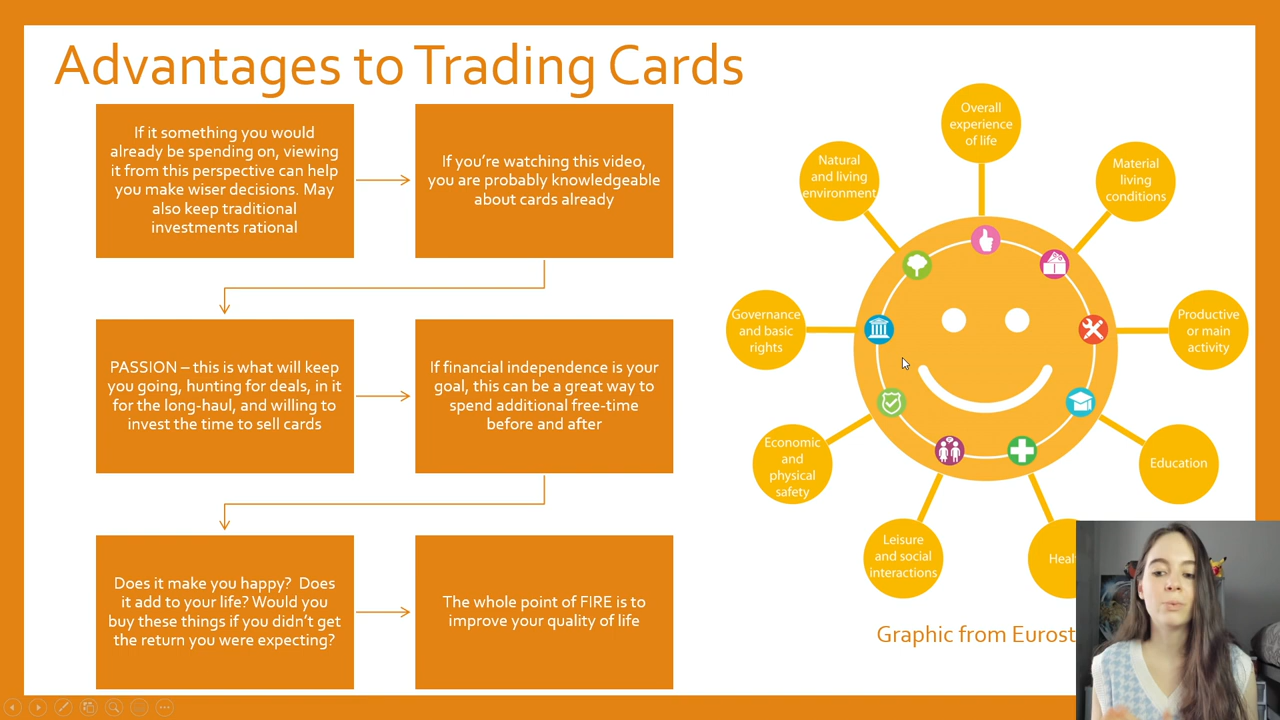 Advantages to Trading Cards
If it something you would
already be spending on, viewing
it from this perspective can help
you make wiser decisions. May
also keep traditional
investments rational
If you're watching this video,
you are probably knowledgeable
about cards already
PASSION – this is what will keep
you going, hunting for deals, in it
for the long-haul, and willing to
invest the time to sell cards
If financial independence is your
goal, this can be a great way to
spend additional free-time
before and after
Does it make you happy? Does
it add to your life? Would you
buy these things if you didn't get
the return you were expecting?
The whole point of FIRE is to
improve your quality of life
Overall
experience
of life
Natural
and living
environment
Material
living
conditions
Governance
and basic
rights
Productive
or main
activity
Economic
and
physical
safety
Education
Leisure
and social
interactions
Graphic from